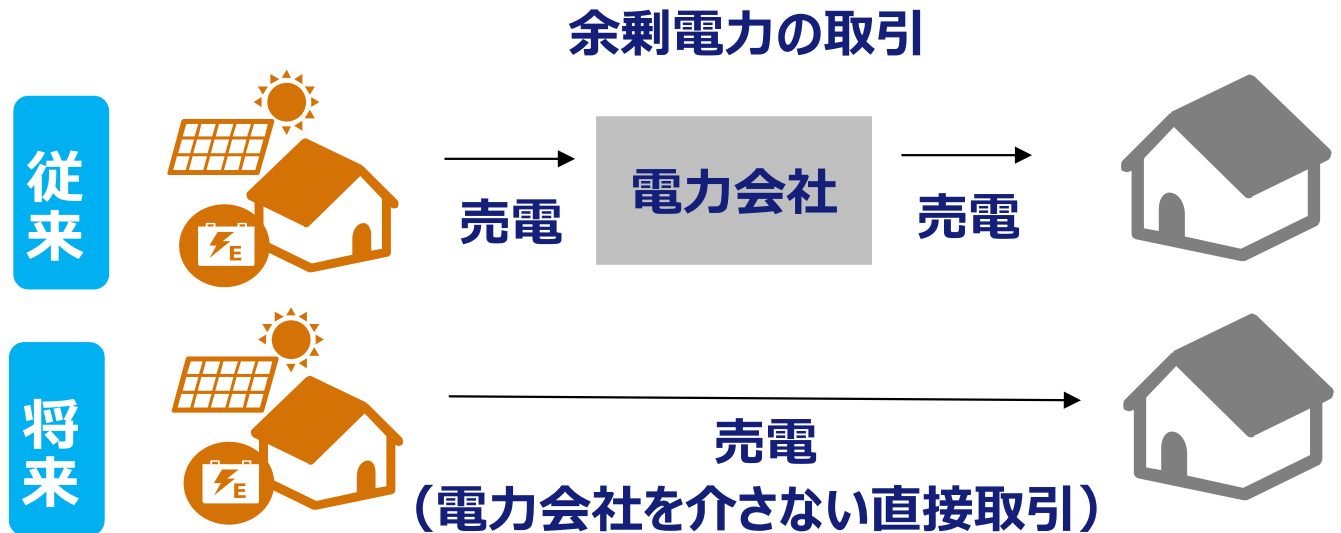 余剰電力の取引
従来
売電
電力会社
売電
E
将来
売電
（電力会社を介さない直接取引）
E